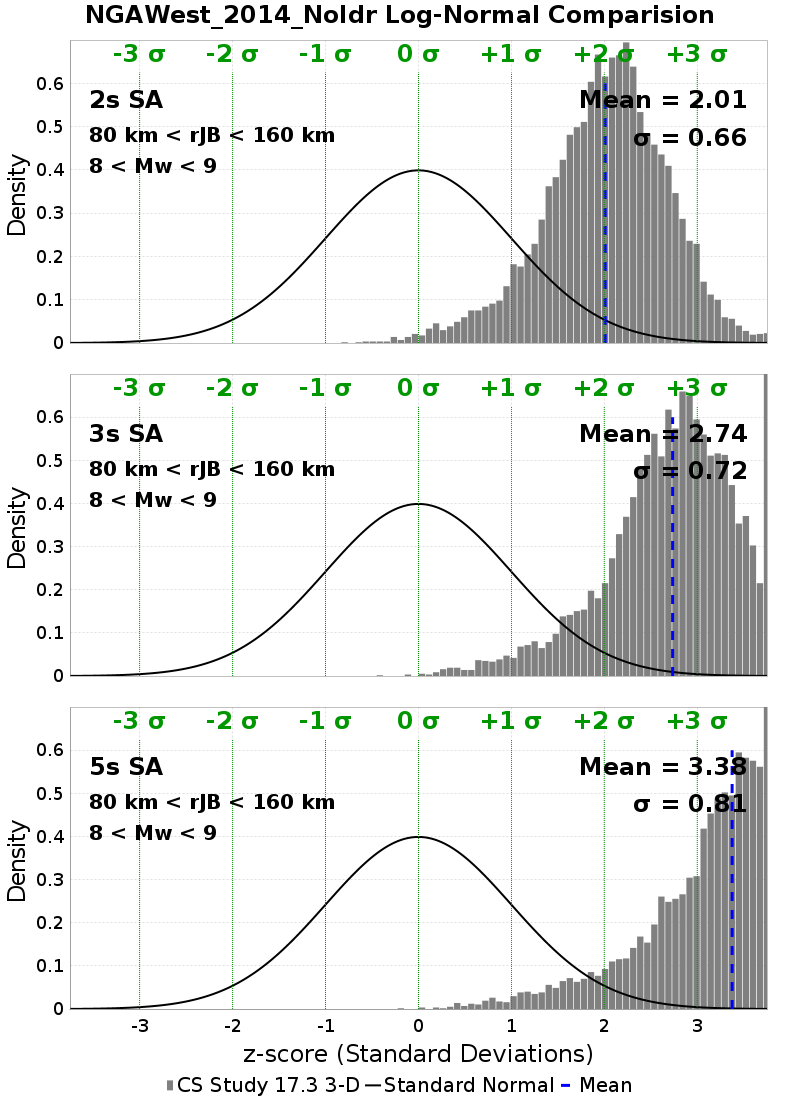 NGAWest_2014_NoIdr Log-Normal Comparision
-3 σ -2 σ -1 σ 0 σ +1 σ +2 σ +3 σ
2s SA
Mean = 2.01
80 km < rJB < 160 km
σ = 0.66
8 < Mw < 9
Density
0.6
0.5
0.4
0.3
0.2
0.1
0
-3 σ -2 σ -1 σ 0 σ +1 σ +2 σ +3 σ
3s SA
Mean = 2.74
80 km < rJB < 160 km
σ = 0.72
8 < Mw < 9
Density
0.6
0.5
0.4
0.3
0.2
0.1
0
-3 σ -2 σ -1 σ 0 σ +1 σ +2 σ +3 σ
5s SA
Mean = 3.38
80 km < rJB < 160 km
σ = 0.81
8 < Mw < 9
Density
0.6
0.5
0.4
0.3
0.2
0.1
0
-3 -2 -1 0 1 2 3
z-score (Standard Deviations)
CS Study 17.3 3-D Standard Normal Mean